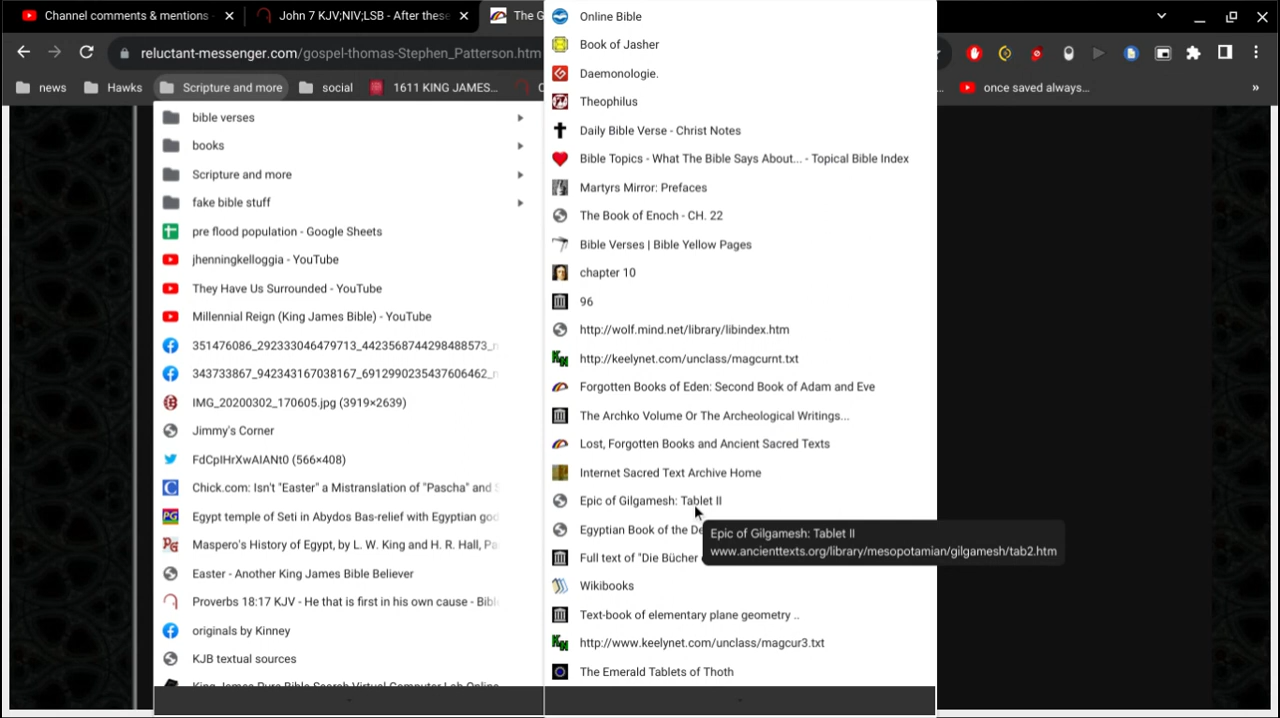 Channel comments & mentions
John 7 KJV;NIV;LSB - After these
The G
reluctant-messenger.com/gospel-thomas-Stephen_Patterson.htm
news
Hawks
Scripture and more
social
1611 KING JAMES...
once saved always...
»
bible verses
books
Scripture and more
fake bible stuff
pre flood population - Google Sheets
jhenningkelloggia - YouTube
They Have Us Surrounded - YouTube
Millennial Reign (King James Bible) - YouTube
351476086_292333046479713_4423568744298488573_
343733867_942343167038167_6912990235437606462_
IMG_20200302_170605.jpg (3919×2639)
Jimmy's Corner
FdCpIHrXwAIANt0 (566×408)
Chick.com: Isn't "Easter" a Mistranslation of "Pascha" and
Egypt temple of Seti in Abydos Bas-relief with Egyptian god
Maspero's History of Egypt, by L. W. King and H. R. Hall, Pa
Easter - Another King James Bible Believer
Proverbs 18:17 KJV - He that is first in his own cause - Bibl
originals by Kinney
KJB textual sources
King James Pure Bible Search Virtual Computer Lab Online
Online Bible
Book of Jasher
Daemonologie.
Theophilus
Daily Bible Verse - Christ Notes
Bible Topics - What The Bible Says About... - Topical Bible Index
Martyrs Mirror: Prefaces
The Book of Enoch - CH. 22
Bible Verses | Bible Yellow Pages
chapter 10
96
http://wolf.mind.net/library/libindex.htm
http://keelynet.com/unclass/magcurnt.txt
Forgotten Books of Eden: Second Book of Adam and Eve
The Archko Volume Or The Archeological Writings...
Lost, Forgotten Books and Ancient Sacred Texts
Internet Sacred Text Archive Home
Epic of Gilgamesh: Tablet II
Egyptian Book of the De
Full text of "Die Bücher
Wikibooks
Text-book of elementary plane geometry ..
http://www.keelynet.com/unclass/magcur3.txt
The Emerald Tablets of Thoth
Epic of Gilgamesh: Tablet II
www.ancienttexts.org/library/mesopotamian/gilgamesh/tab2.htm